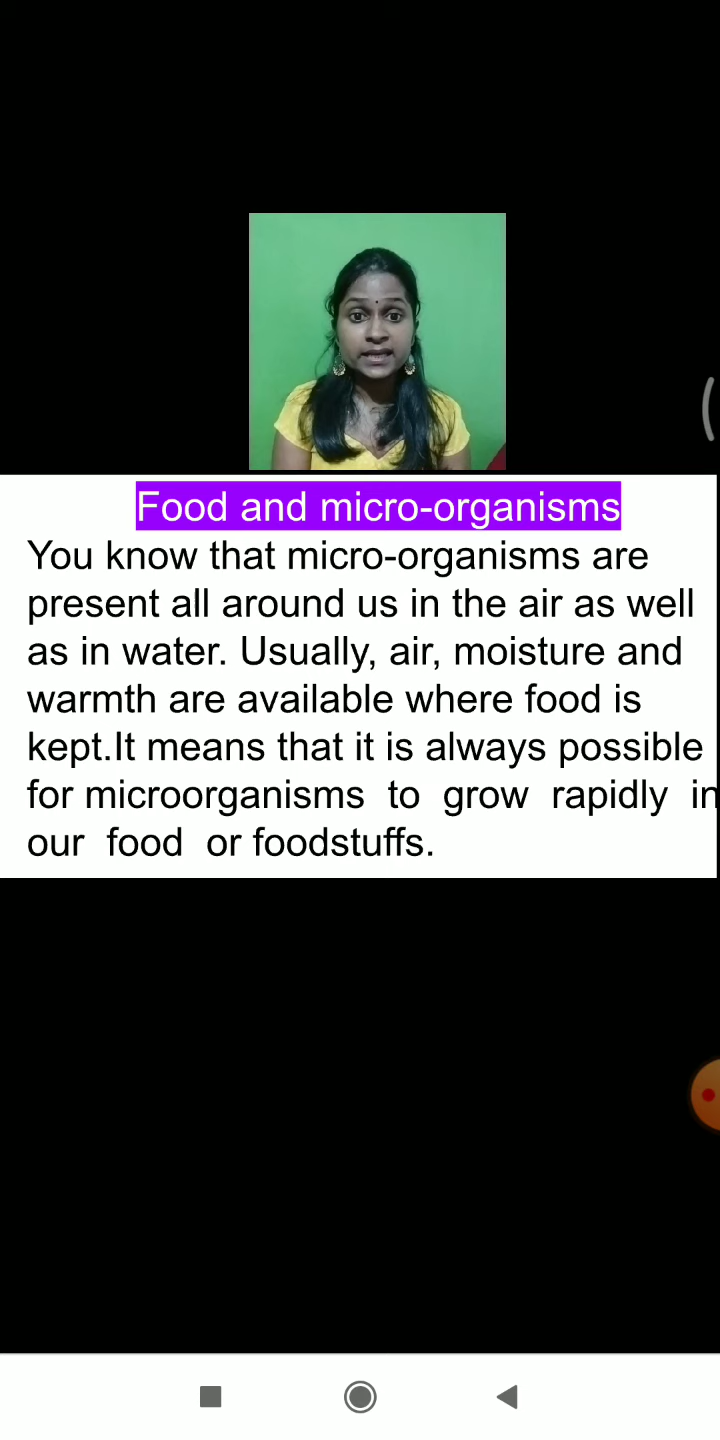 Food and micro-organisms
You know that micro-organisms are
present all around us in the air as well
as in water. Usually, air, moisture and
warmth are available where food is
kept.It means that it is always possible
for microorganisms  to  grow  rapidly  in
our  food  or foodstuffs.